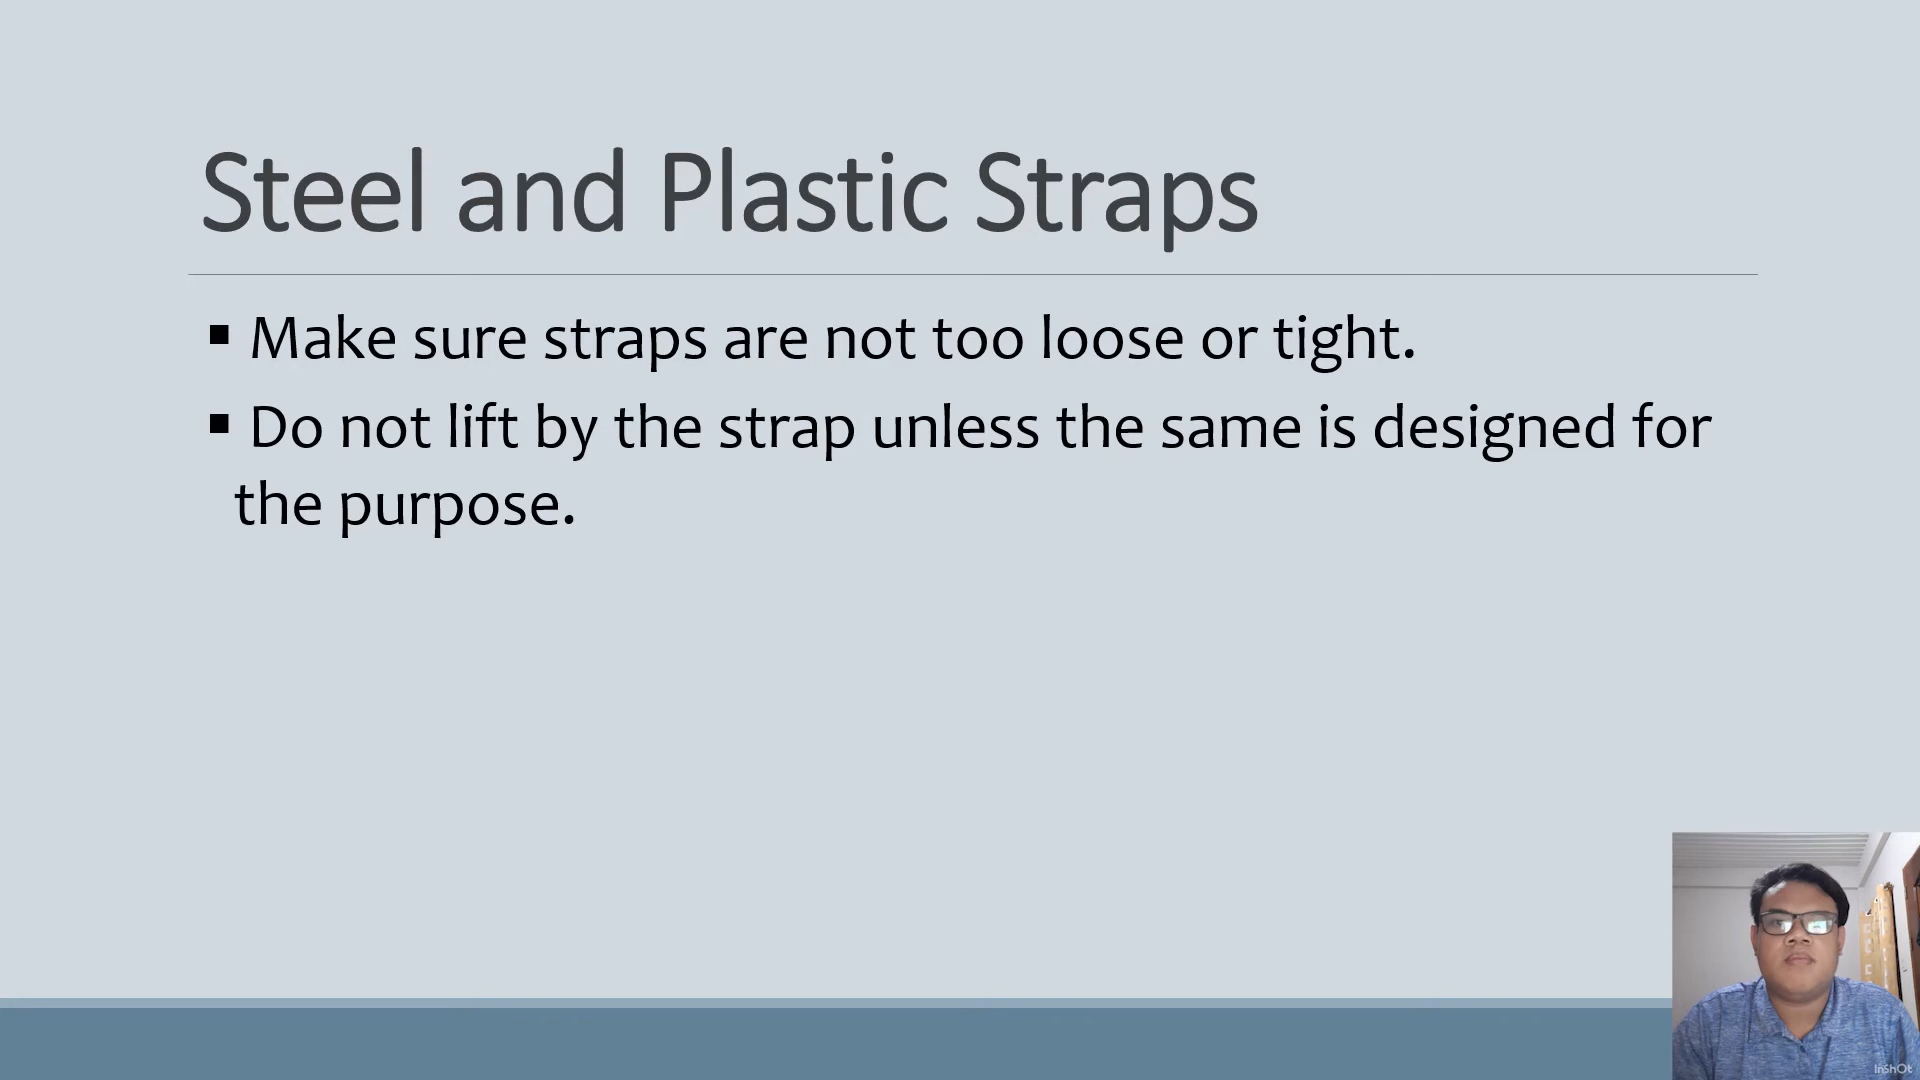 Steel and Plastic Straps
▪ Make sure straps are not too loose or tight.
▪ Do not lift by the strap unless the same is designed for
the purpose.
InShOt